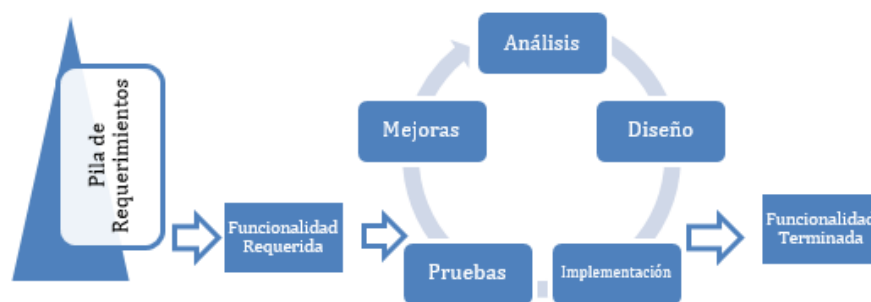 Pila de
Requerimientos
Funcionalidad
Requerida
Análisis
Diseño
Implementación
Pruebas
Mejoras
Funcionalidad
Terminada